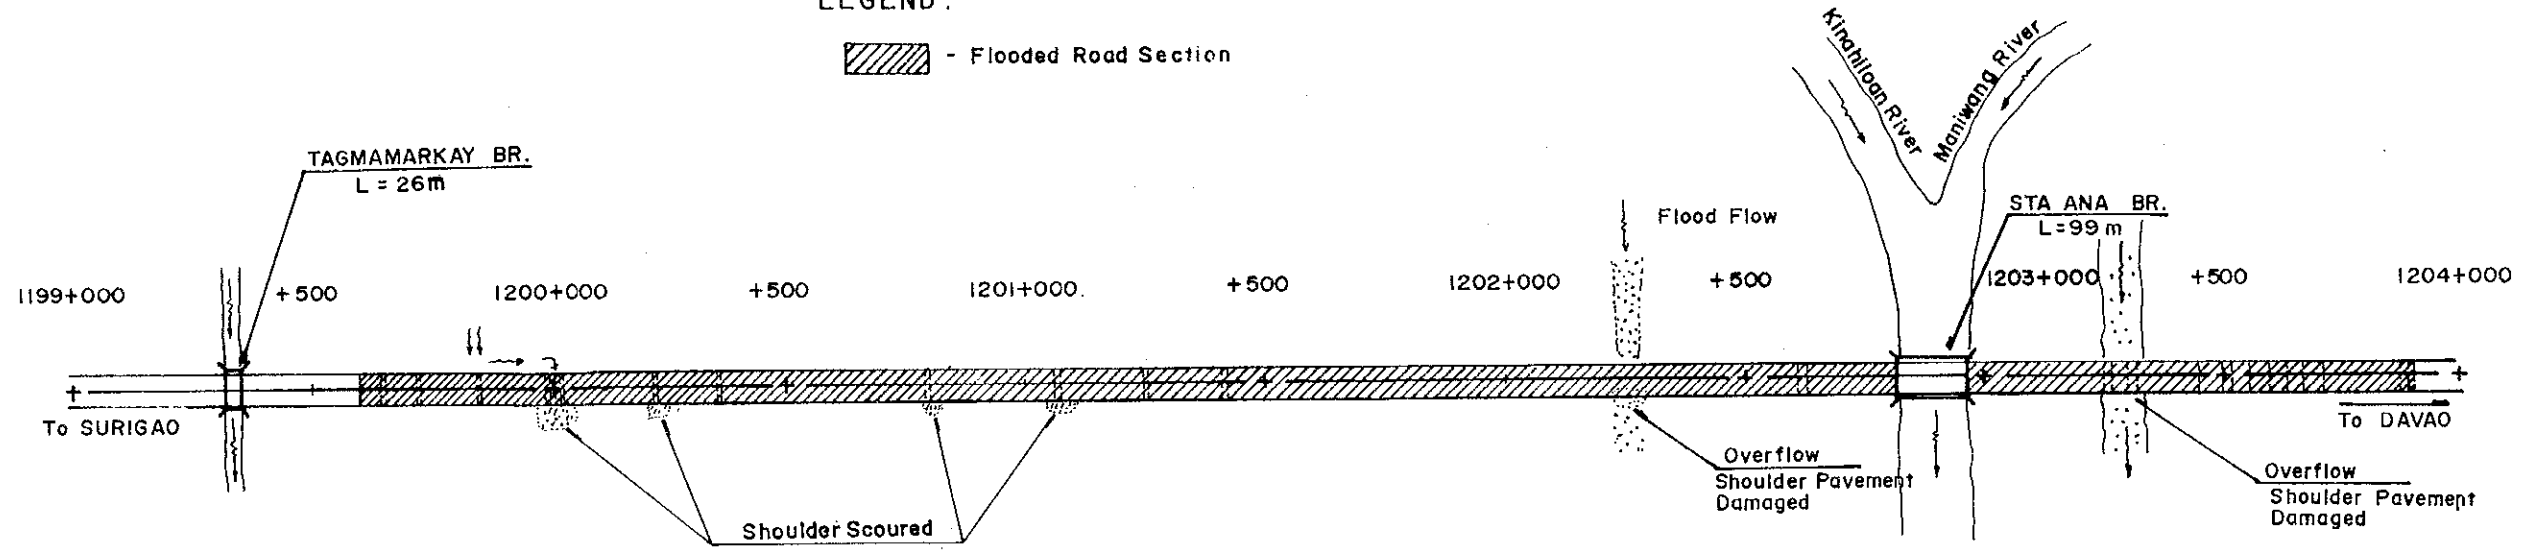 LEGEND:
- Flooded Road Section
Kinahiloan River
Maniwang River
TAGMAMARKAY BR.
L = 26m
Flood Flow
STA ANA BR.
L=99m
1199+000
+500
1200+000
+500
1201+000.
+500
1202+000
+500
1203+000
+500
1204+000
To SURIGAO
To DAVAO
Shoulder Scoured
Overflow
Shoulder Pavement
Damaged
Overflow
Shoulder Pavement
Damaged